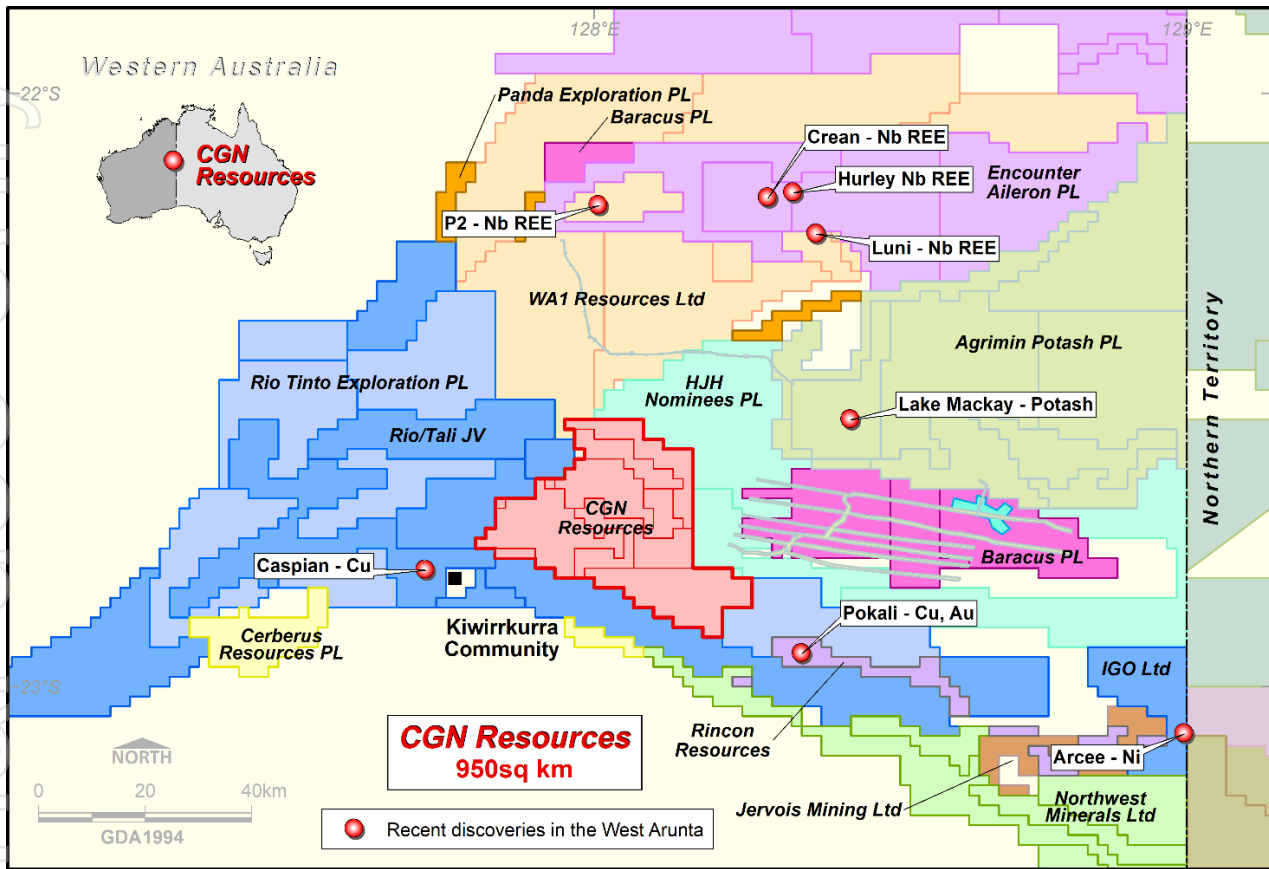 128°E
129°E
Western Australia
22°S
CGN
Resources
Panda Exploration PL
Baracus PL
Crean - Nb REE
Hurley Nb REE
Encounter
Aileron PL
P2 - Nb REE
Luni - Nb REE
WA1 Resources Ltd
Agrimin Potash PL
Northern Territory
Rio Tinto Exploration PL
HJH
Nominees PL
Lake Mackay - Potash
Rio/Tali JV
CGN
Resources
Baracus PL
Caspian - Cu
Pokali - Cu, Au
Kiwirrkurra
Community
Cerberus
Resources PL
IGO Ltd
23°S
Rincon
Resources
CGN Resources
950sq km
Arcee - Ni
NORTH
0 20 40km
GDA1994
Jervois Mining Ltd
Northwest
Minerals Ltd
Recent discoveries in the West Arunta